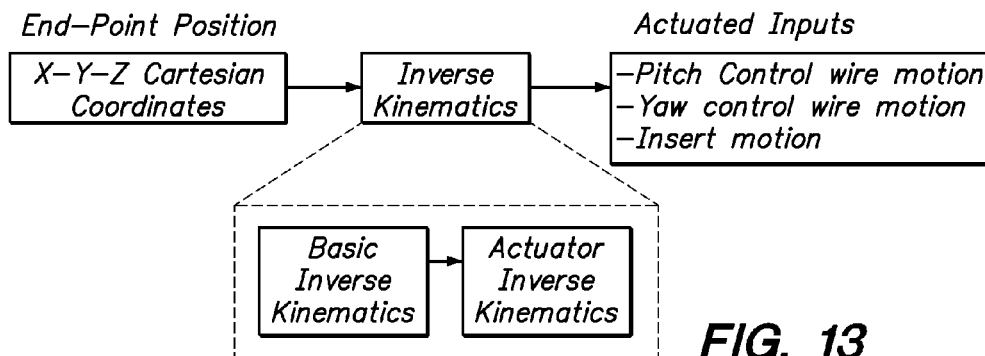 End-Point Position
X-Y-Z Cartesian
Coordinates
Inverse
Kinematics
Actuated Inputs
-Pitch Control wire motion
-Yaw control wire motion
-Insert motion
Basic
Inverse
Kinematics
Actuator
Inverse
Kinematics
FIG. 13